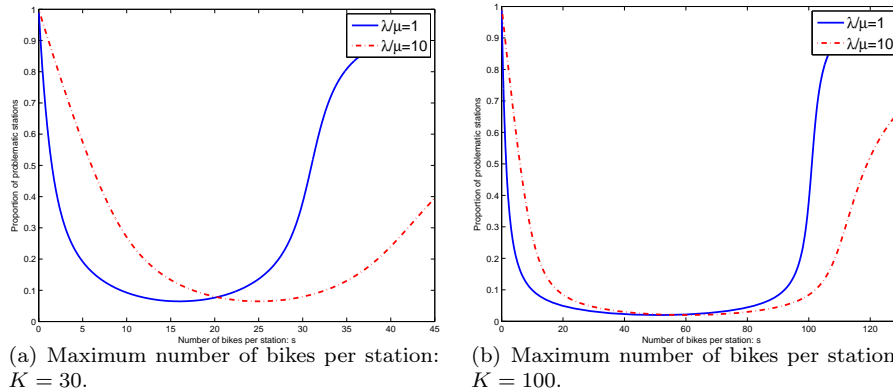 1
0.9
0.8
0.7
0.6
0.5
0.4
0.3
0.2
0.1
0
Proportion of problematic stations
λ/μ=1
λ/μ=10
0 5 10 15 20 25 30 35 40 45
Number of bikes per station: s
(a) Maximum number of bikes per station:
K = 30.
1
0.9
0.8
0.7
0.6
0.5
0.4
0.3
0.2
0.1
0
Proportion of problematic stations
λ/μ=1
λ/μ=10
0 20 40 60 80 100 120
Number of bikes per station: s
(b) Maximum number of bikes per station
K = 100.